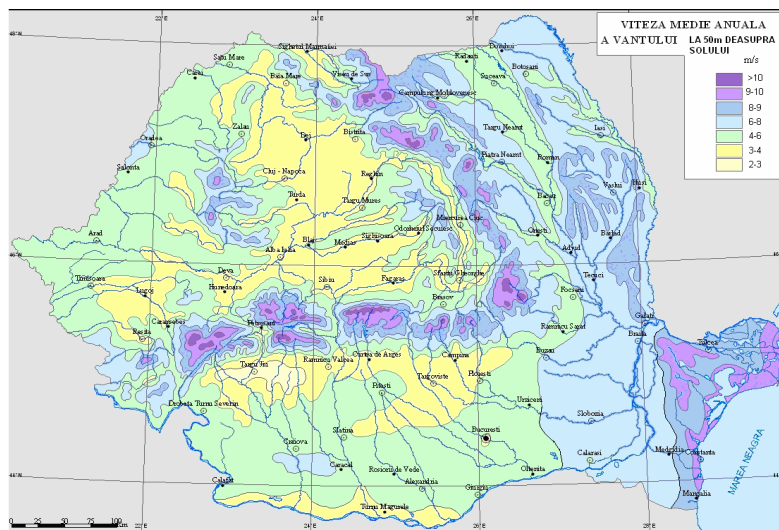 VITEZA MEDIE ANUALA
A VANTULUI LA 50m DEASUPRA
SOLULUI
m/s
>10
9-10
8-9
6-8
4-6
3-4
2-3
22°E
24°E
26°E
28°E
48°N
Sighetul Marmatiei
Dorohoi
Satu Mare
Radauti
Botosani
Carei
Baia Mare
Viseu de Sus
Suceava
Campulung Moldovenesc
Zalau
Dej
Bistrita
Targu Neamt
Iasi
Oradea
Piatra Neamt
Roman
Salonta
Cluj - Napoca
Reghin
Vaslui
Husi
Turda
Targu Mures
Bacau
Miercurea Ciuc
Arad
Odorheiu Secuiesc
Onesti
Barlad
Blaj
Medias
Sighisoara
Adjud
Alba Iulia
46°N
Timisoara
Deva
Sfantu Gheorghe
Tecuci
Lugoj
Hunedoara
Sibiu
Fagaras
Focsani
Brasov
Galati
Resita
Caransebes
Petrosani
Ramnicu Sarat
Braila
Tulcea
Targu Jiu
Ramnicu Valcea
Curtea de Arges
Campina
Buzau
Targoviste
Ploiesti
Drobeta Turnu Severin
Pitesti
Urziceni
Slobozia
Slatina
Bucuresti
Craiova
Medgidia
Constanta
Caracal
Rosiorii de Vede
Oltenita
Calarasi
MAREA NEAGRA
44°N
Calafat
Alexandria
Giurgiu
Mangalia
Turnu Magurele
0 25 50 75 100
22°E
24°E
26°E
28°E